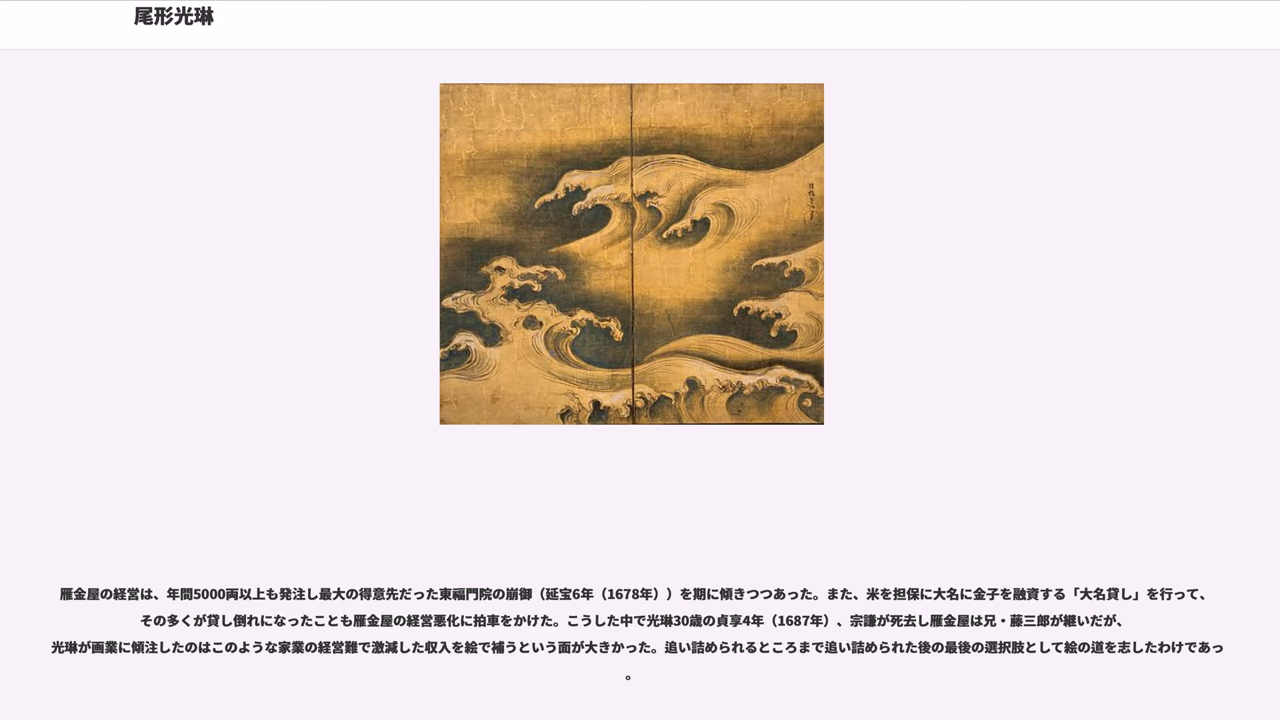 尾形光琳
雁金屋の経営は、年間5000両以上も発注し最大の得意先だった東福門院の崩御（延宝6年（1678年））を期に傾きつつあった。また、米を担保に大名に金子を融資する「大名貸し」を行って、
その多くが貸し倒れになったことも雁金屋の経営悪化に拍車をかけた。こうした中で光琳30歳の貞享4年（1687年）、宗謙が死去し雁金屋は兄・藤三郎が継いだが、
光琳が画業に傾注したのはこのような家業の経営難で激減した収入を絵で補うという面が大きかった。追い詰められるところまで追い詰められた後の最後の選択肢として絵の道を志したわけであっ
。